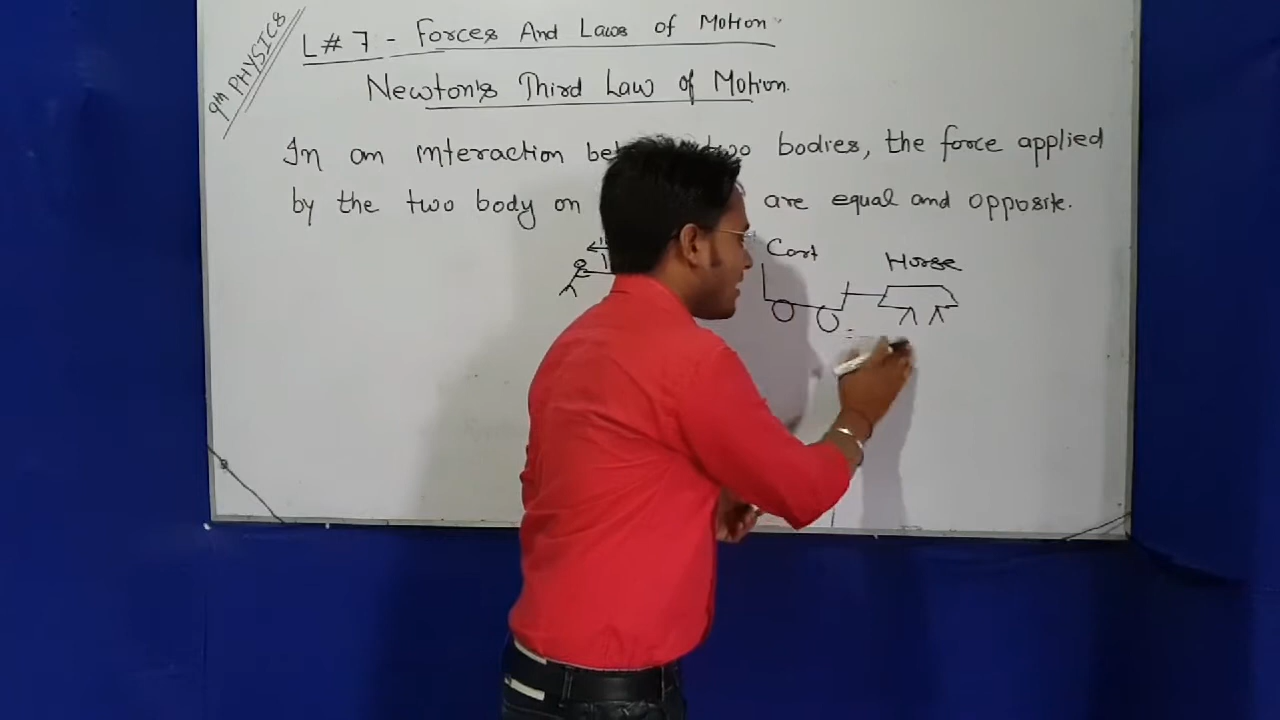 9th PHYSICS
L# 7 - Forces And Laws of Motion
Newton's Third Law of Motion.
In an interaction two bodies, the force applied
by the two body on are equal and opposite.
Cart Horse